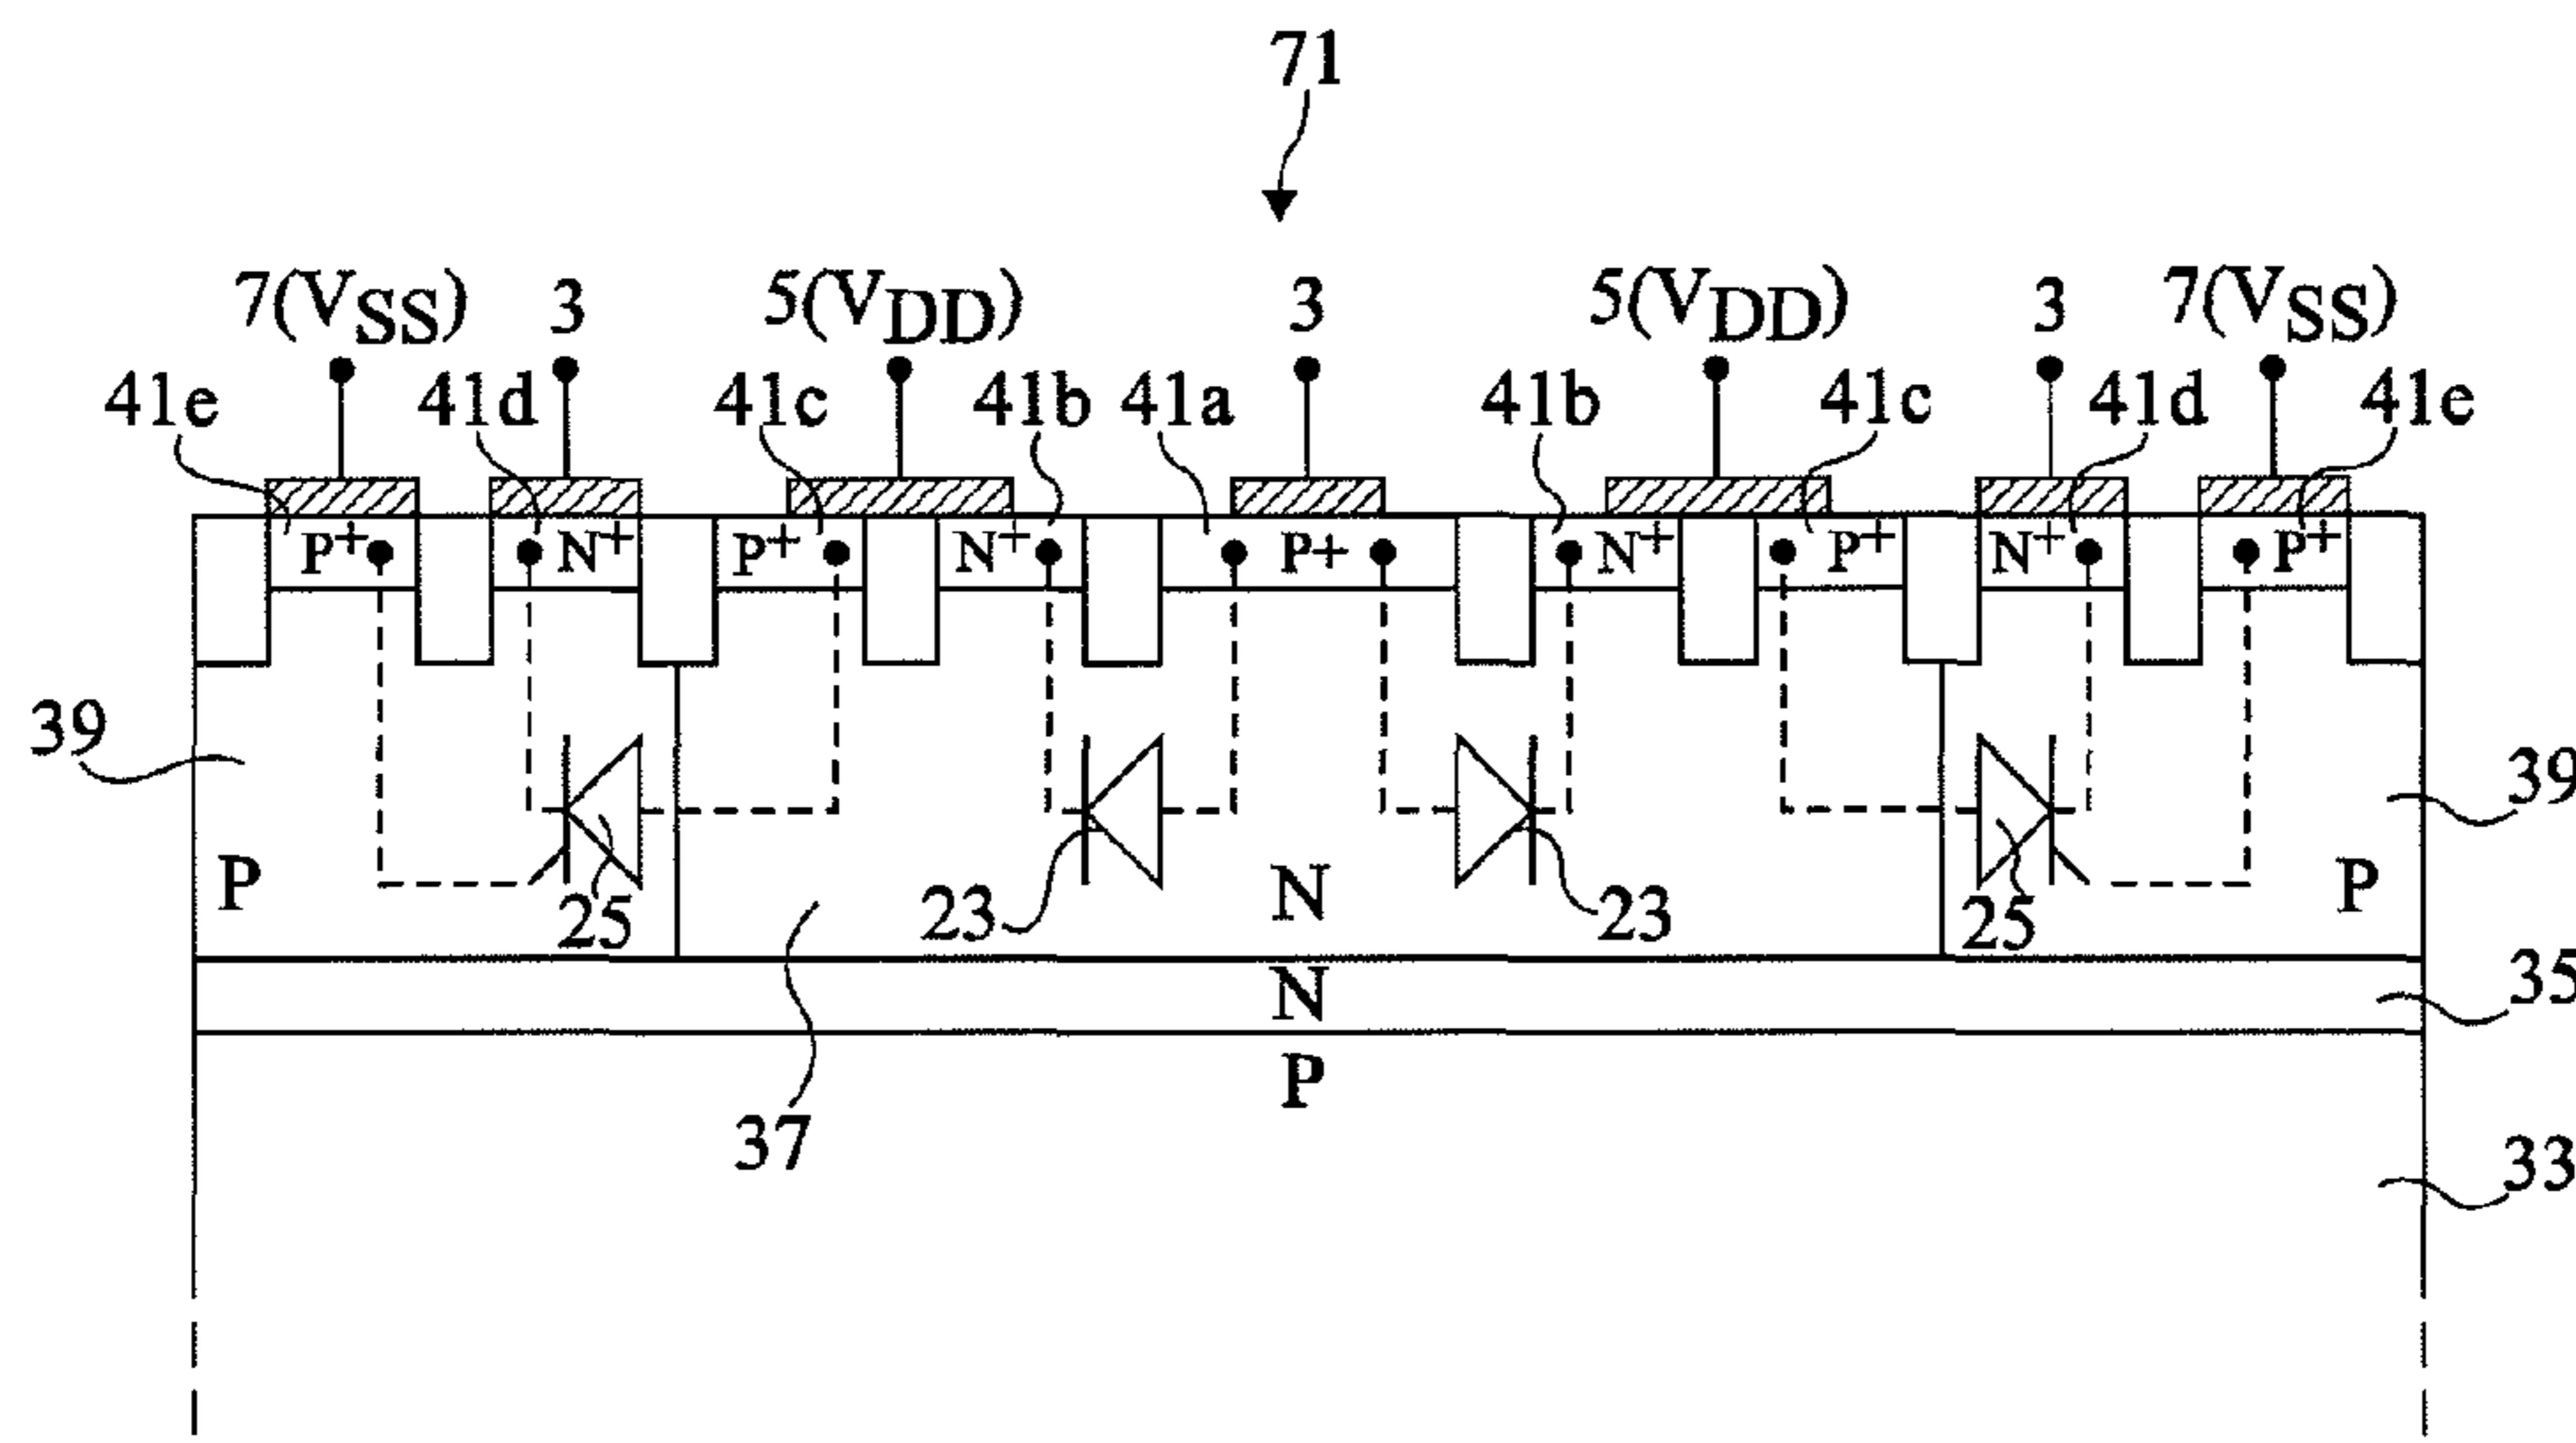 71
7(VSS) 3 5(VDD) 3 5(VDD) 3 7(VSS)
41e 41d 41c 41b 41a 41b 41c 41d 41e
P+ N+ P+ N+ P+ N+ P+ N+ P+
39 39
P 25 23 N 23 25 P
N 35
P
37 33